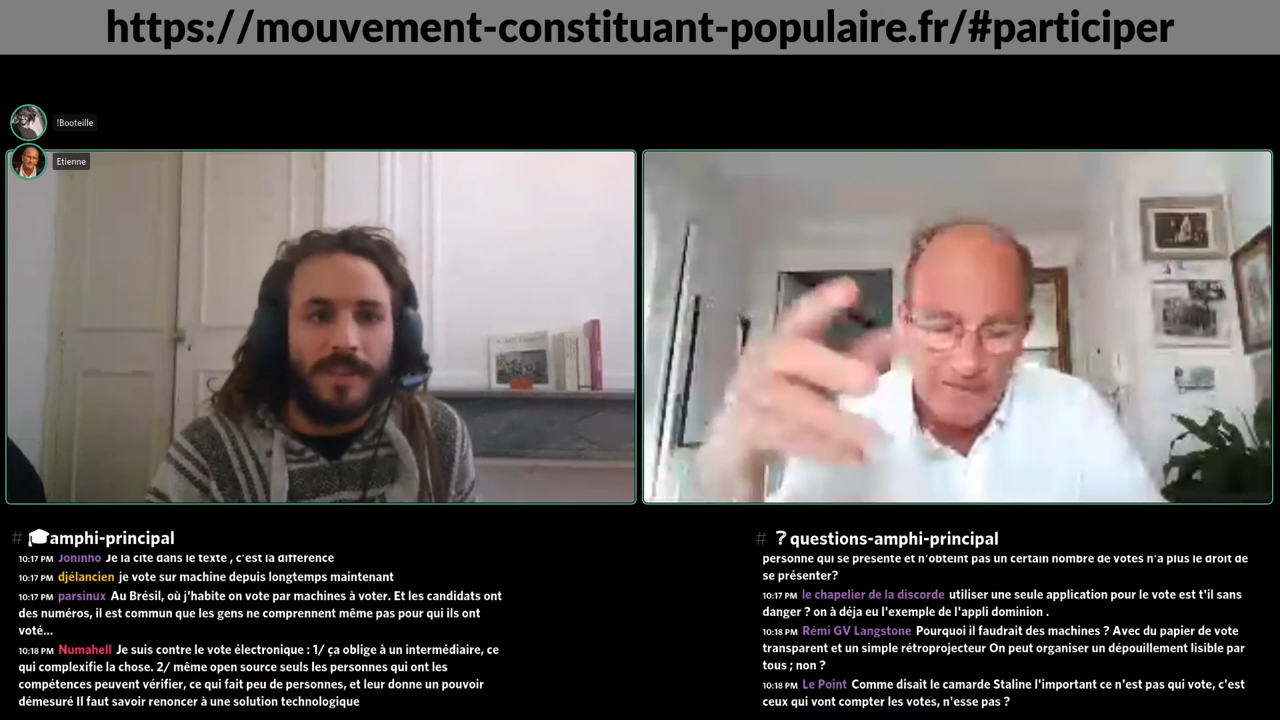 https://mouvement-constituant-populaire.fr/#participer
!Booteille
Etienne
# 🎓amphi-principal
10:17 PM Joninho Je la cite dans le texte , c'est la différence
10:17 PM djélancien je vote sur machine depuis longtemps maintenant
10:17 PM parsinux Au Brésil, où j'habite on vote par machines à voter. Et les candidats ont
des numéros, il est commun que les gens ne comprennent même pas pour qui ils ont
voté...
10:18 PM Numahell Je suis contre le vote électronique : 1/ ça oblige à un intermédiaire, ce
qui complexifie la chose. 2/ même open source seuls les personnes qui ont les
compétences peuvent vérifier, ce qui fait peu de personnes, et leur donne un pouvoir
démesuré Il faut savoir renoncer à une solution technologique
# ❔questions-amphi-principal
personne qui se présente et n'obteint pas un certain nombre de votes n'a plus le droit de
se présenter?
10:17 PM le chapelier de la discorde utiliser une seule application pour le vote est t'il sans
danger ? on à déja eu l'exemple de l'appli dominion .
10:18 PM Rémi GV Langstone Pourquoi il faudrait des machines ? Avec du papier de vote
transparent et un simple rétroprojecteur On peut organiser un dépouillement lisible par
tous ; non ?
10:18 PM Le Point Comme disait le camarde Staline l'important ce n'est pas qui vote, c'est
ceux qui vont compter les votes, n'esse pas ?